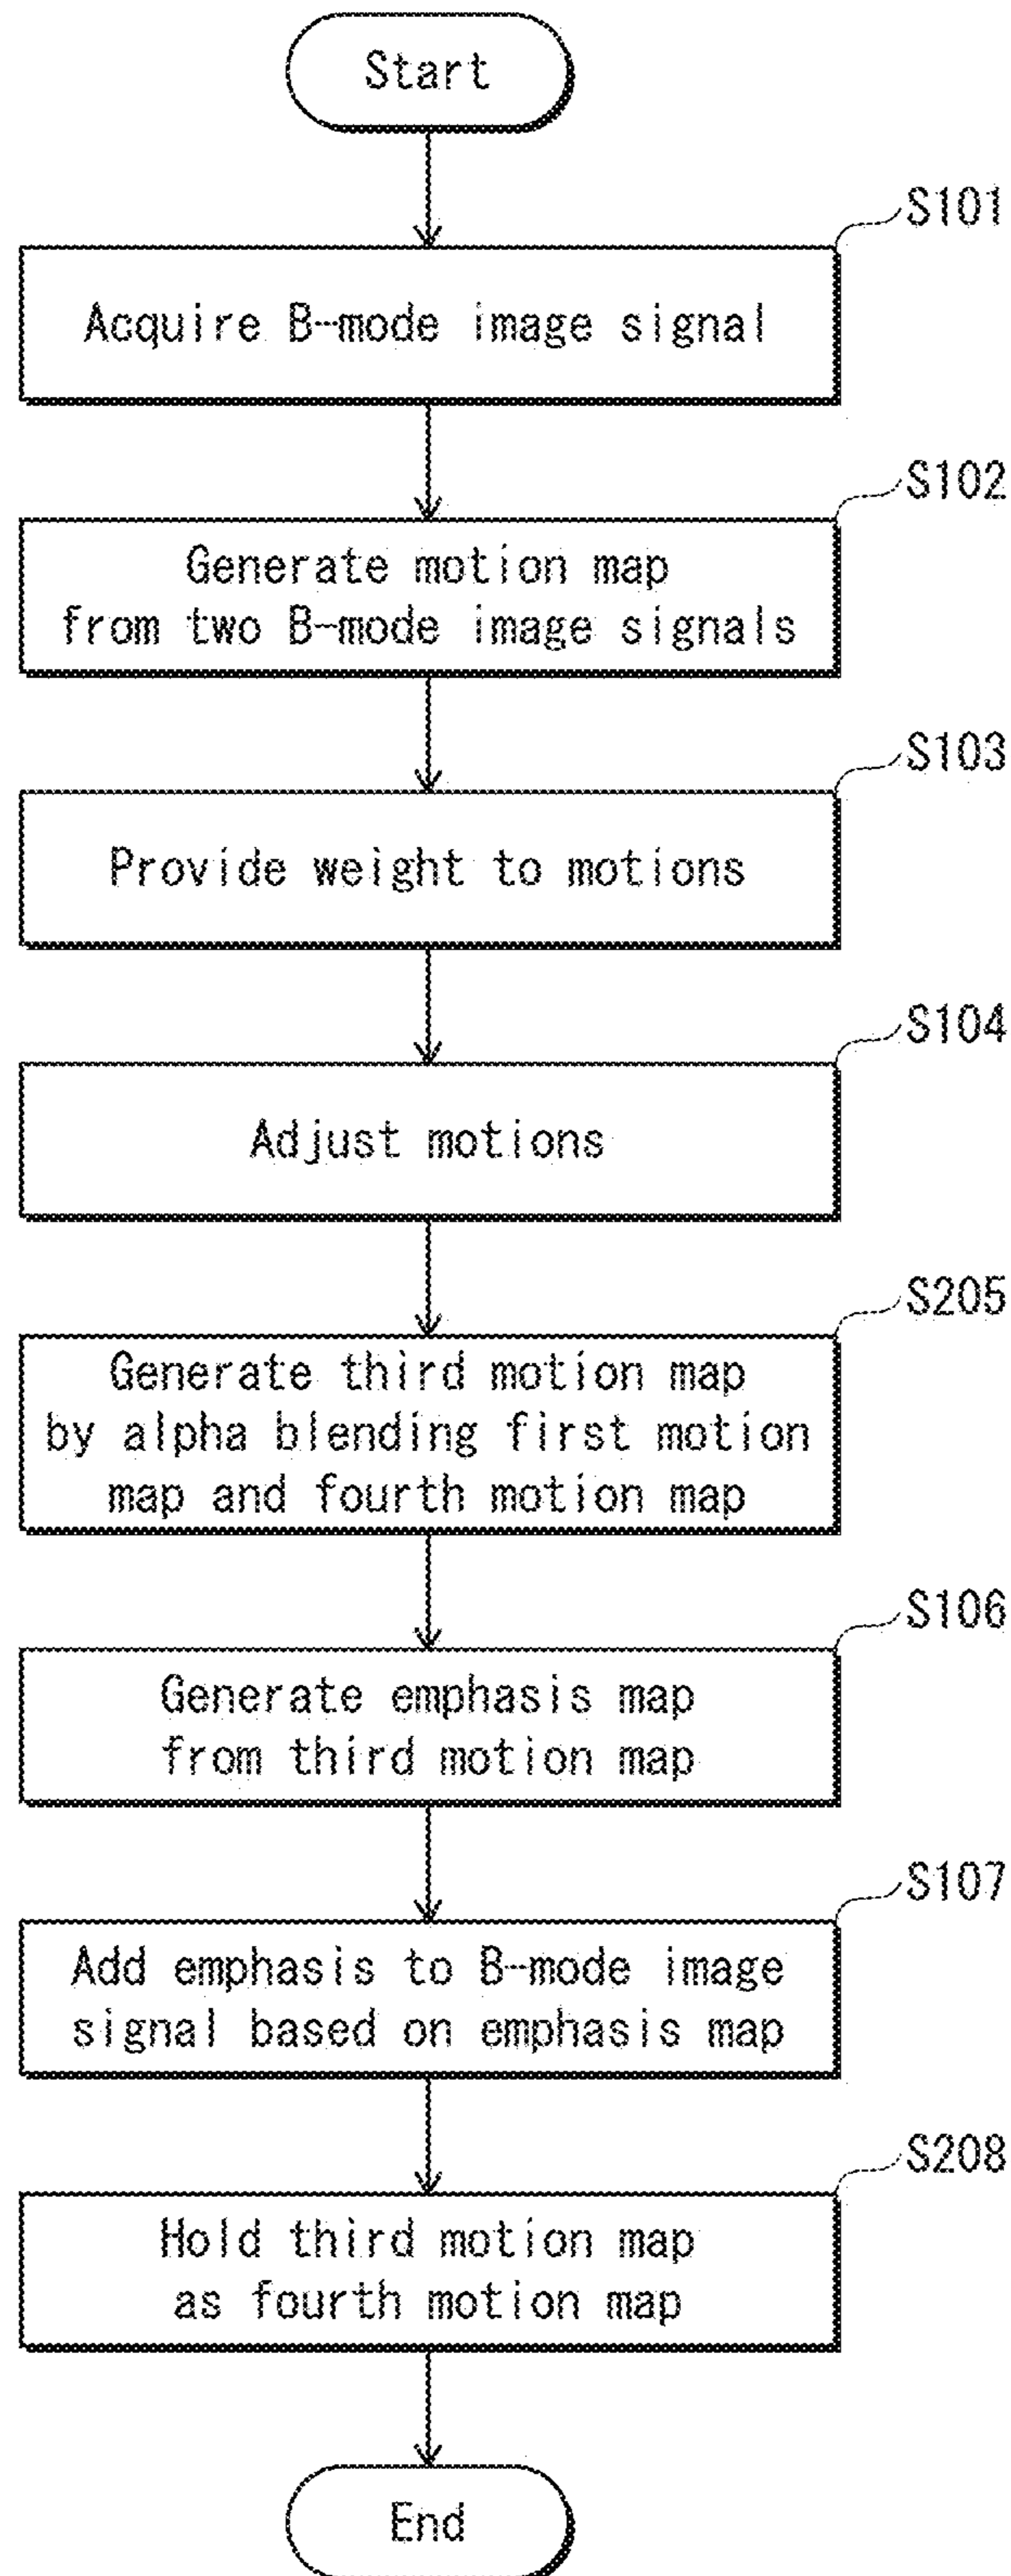 Start
S101
Acquire B-mode image signal
S102
Generate motion map
from two B-mode image signals
S103
Provide weight to motions
S104
Adjust motions
S205
Generate third motion map
by alpha blending first motion
map and fourth motion map
S106
Generate emphasis map
from third motion map
S107
Add emphasis to B-mode image
signal based on emphasis map
S208
Hold third motion map
as fourth motion map
End